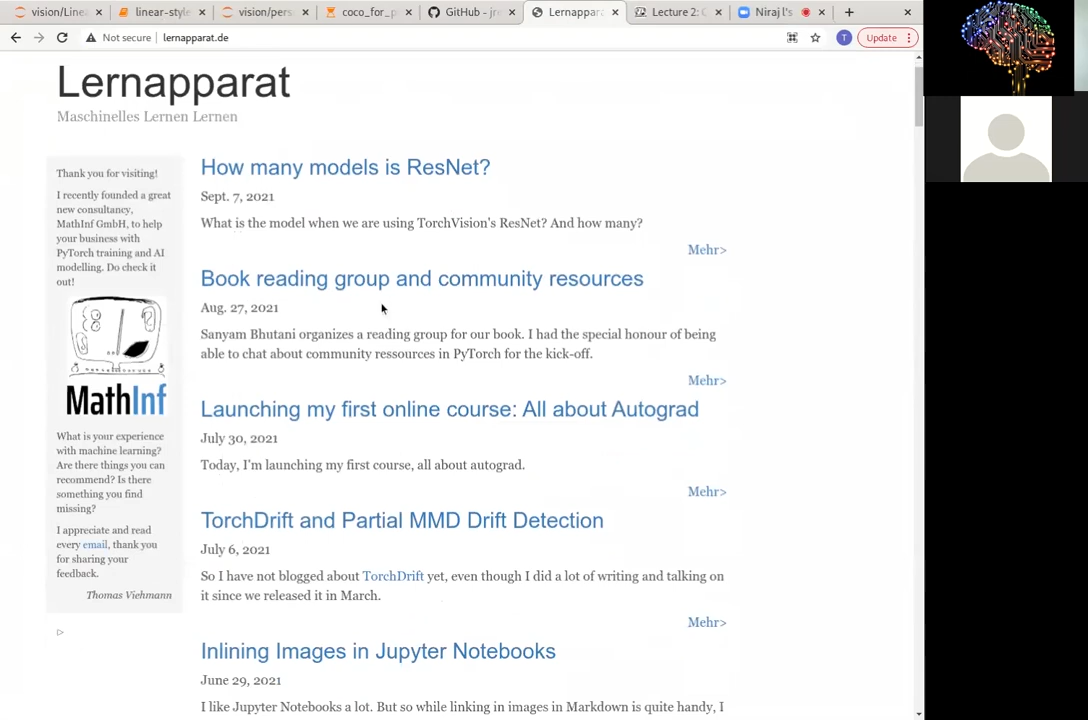 vision/Line
linear-style
vision/pers
coco_for_p
GitHub - jre
Lernappara
Lecture 2: C
Niraj l's
Not secure
lernapparat.de
T
Update
Lernapparat
Maschinelles Lernen Lernen
Thank you for visiting!
I recently founded a great
new consultancy,
MathInf GmbH, to help
your business with
PyTorch training and AI
modelling. Do check it
out!
MathInf
What is your experience
with machine learning?
Are there things you can
recommend? Is there
something you find
missing?
I appreciate and read
every email, thank you
for sharing your
feedback.
Thomas Viehmann
How many models is ResNet?
Sept. 7, 2021
What is the model when we are using TorchVision's ResNet? And how many?
Mehr>
Book reading group and community resources
Aug. 27, 2021
Sanyam Bhutani organizes a reading group for our book. I had the special honour of being
able to chat about community ressources in PyTorch for the kick-off.
Mehr>
Launching my first online course: All about Autograd
July 30, 2021
Today, I'm launching my first course, all about autograd.
Mehr>
TorchDrift and Partial MMD Drift Detection
July 6, 2021
So I have not blogged about TorchDrift yet, even though I did a lot of writing and talking on
it since we released it in March.
Mehr>
Inlining Images in Jupyter Notebooks
June 29, 2021
I like Jupyter Notebooks a lot. But so while linking in images in Markdown is quite handy, I